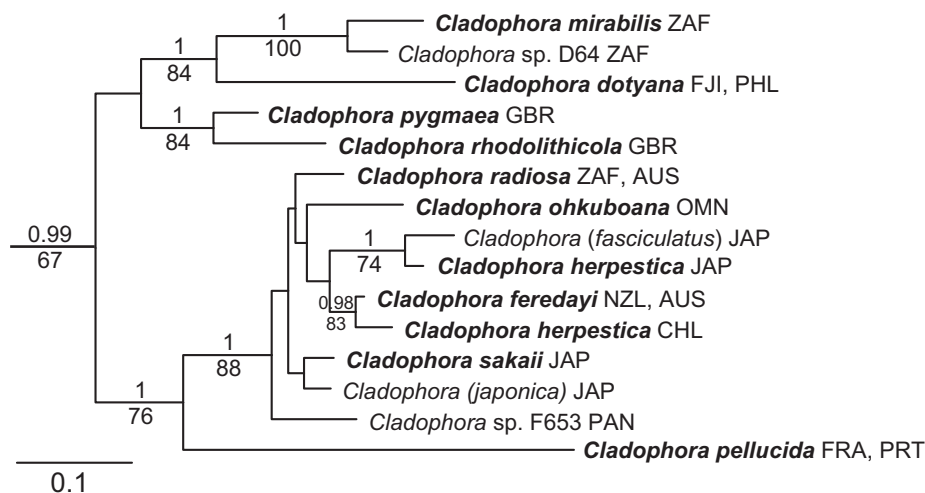 1
100
Cladophora mirabilis ZAF
Cladophora sp. D64 ZAF
1
84
Cladophora dotyana FJI, PHL
1
84
Cladophora pygmaea GBR
Cladophora rhodolithicola GBR
Cladophora radiosa ZAF, AUS
Cladophora ohkuboana OMN
0.99
67
1
74
Cladophora (fasciculatus) JAP
Cladophora herpestica JAP
0.98
83
Cladophora feredayi NZL, AUS
Cladophora herpestica CHL
1
88
Cladophora sakaii JAP
Cladophora (japonica) JAP
1
76
Cladophora sp. F653 PAN
Cladophora pellucida FRA, PRT
0.1